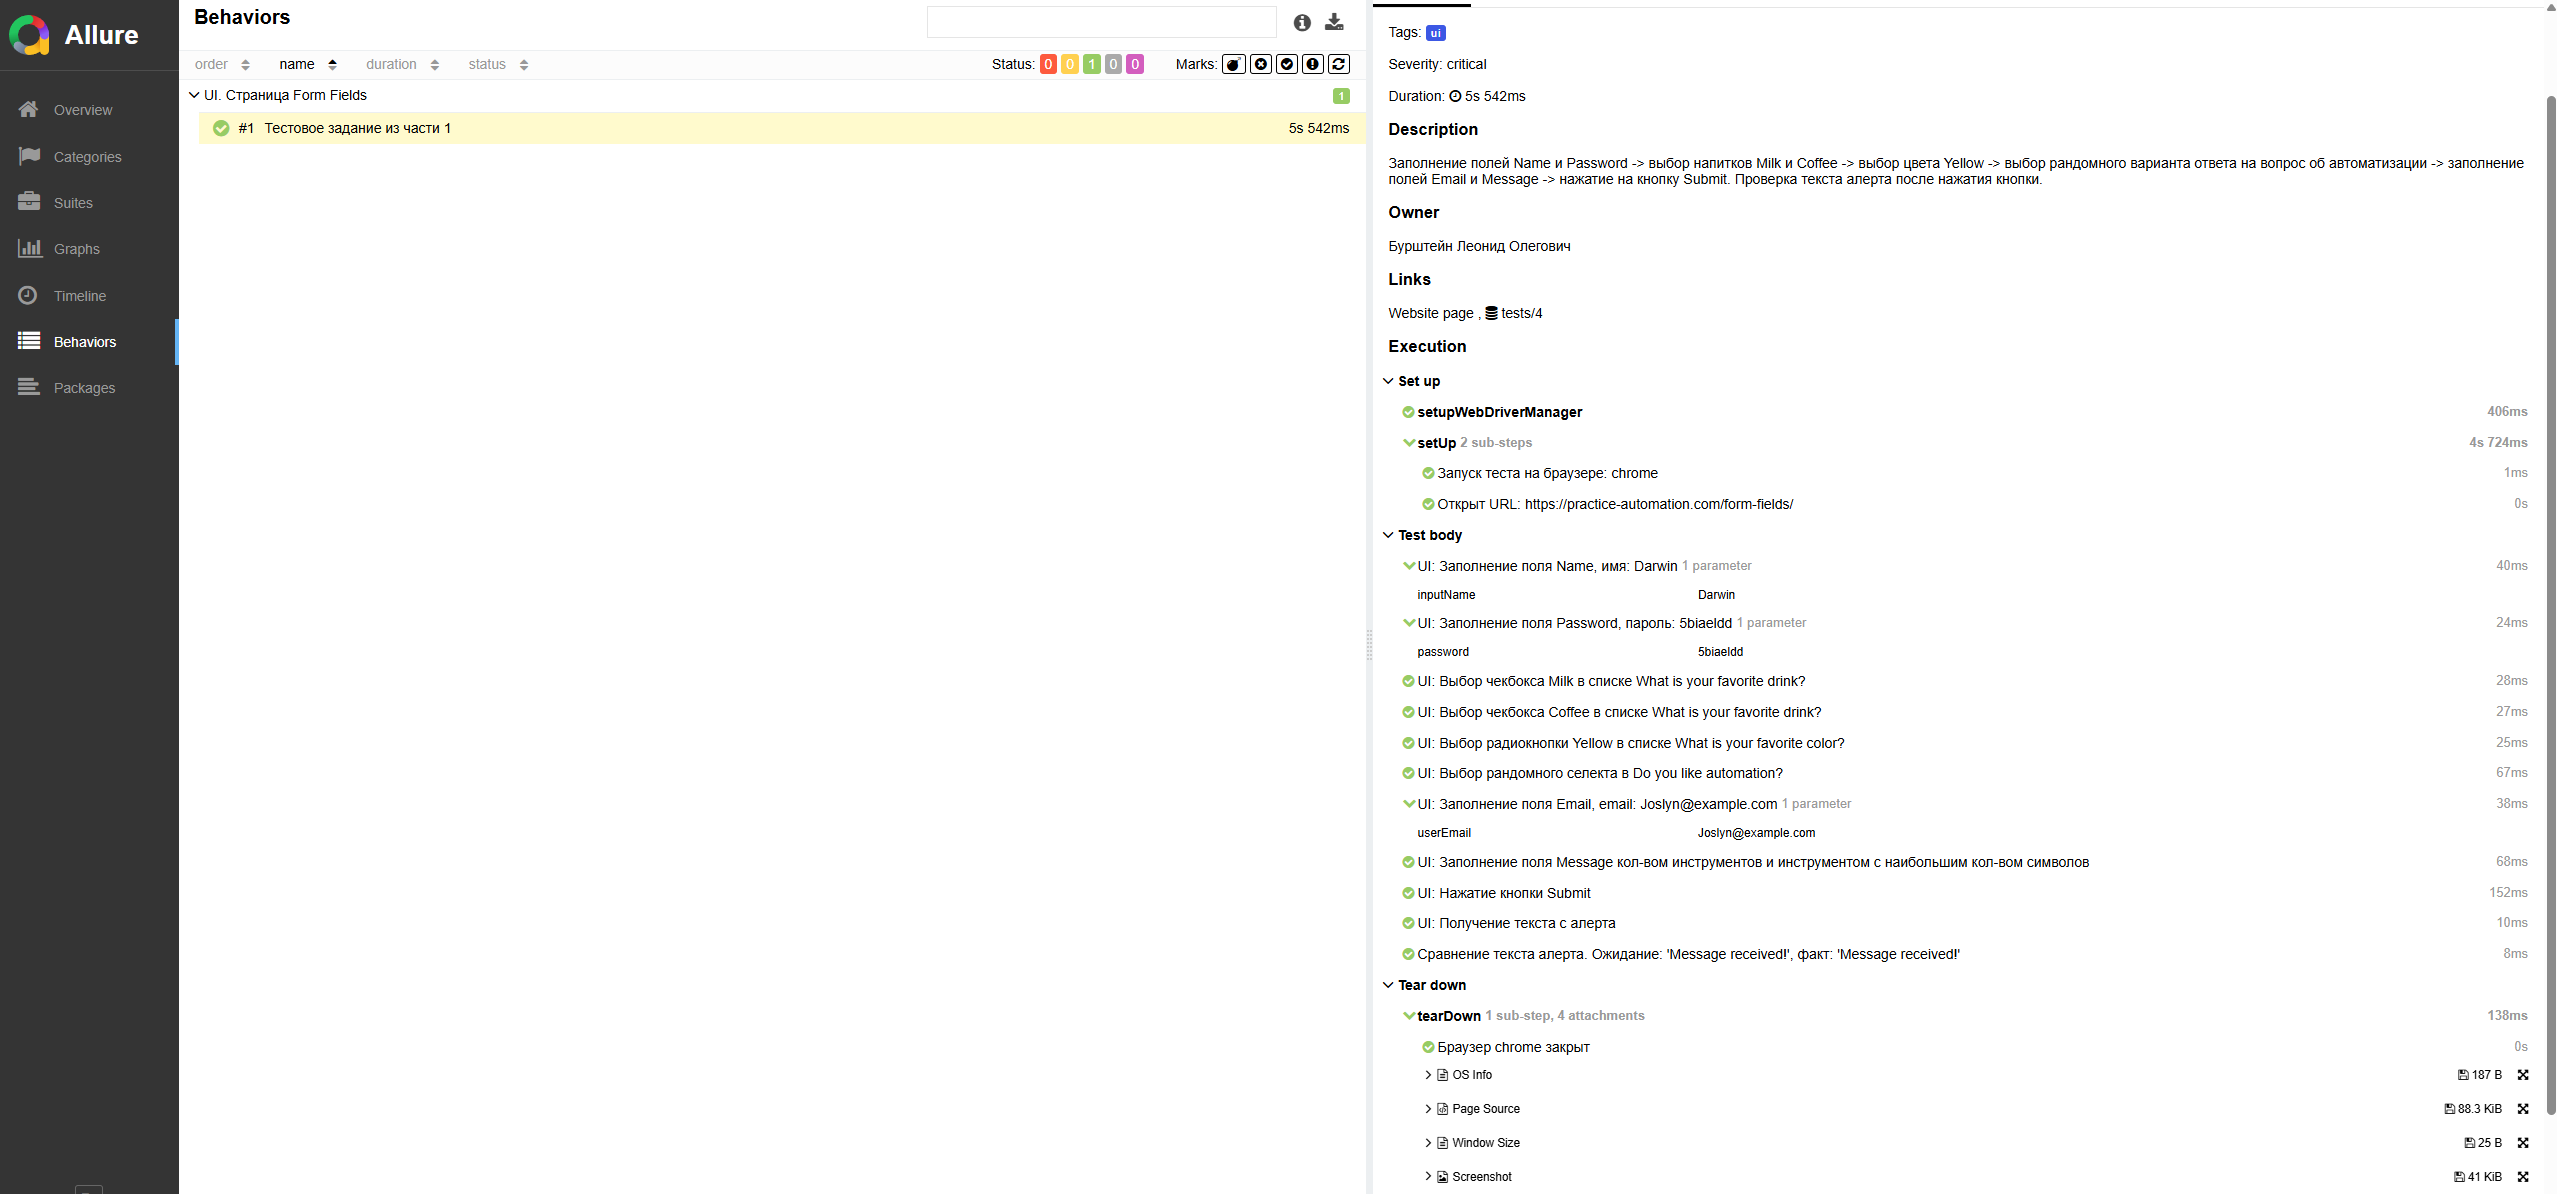 Allure
Overview
Categories
Suites
Graphs
Timeline
Behaviors
Packages
Behaviors
order name duration status
Status: 0 0 1 0 0 Marks:
UI. Страница Form Fields 1
#1 Тестовое задание из части 1 5s 542ms
Tags: ui
Severity: critical
Duration: 5s 542ms
Description
Заполнение полей Name и Password -> выбор напитков Milk и Coffee -> выбор цвета Yellow -> выбор рандомного варианта ответа на вопрос об автоматизации -> заполнение
полей Email и Message -> нажатие на кнопку Submit. Проверка текста алерта после нажатия кнопки.
Owner
Бурштейн Леонид Олегович
Links
Website page , tests/4
Execution
Set up
setupWebDriverManager 406ms
setUp 2 sub-steps 4s 724ms
Запуск теста на браузере: chrome 1ms
Открыт URL: https://practice-automation.com/form-fields/ 0s
Test body
UI: Заполнение поля Name, имя: Darwin 1 parameter 40ms
inputName Darwin
UI: Заполнение поля Password, пароль: 5biaeldd 1 parameter 24ms
password 5biaeldd
UI: Выбор чекбокса Milk в списке What is your favorite drink? 28ms
UI: Выбор чекбокса Coffee в списке What is your favorite drink? 27ms
UI: Выбор радиокнопки Yellow в списке What is your favorite color? 25ms
UI: Выбор рандомного селекта в Do you like automation? 67ms
UI: Заполнение поля Email, email: Joslyn@example.com 1 parameter 38ms
userEmail Joslyn@example.com
UI: Заполнение поля Message кол-вом инструментов и инструментом с наибольшим кол-вом символов 68ms
UI: Нажатие кнопки Submit 152ms
UI: Получение текста с алерта 10ms
Сравнение текста алерта. Ожидание: 'Message received!', факт: 'Message received!' 8ms
Tear down
tearDown 1 sub-step, 4 attachments 138ms
Браузер chrome закрыт 0s
OS Info 187 B
Page Source 88.3 KiB
Window Size 25 B
Screenshot 41 KiB